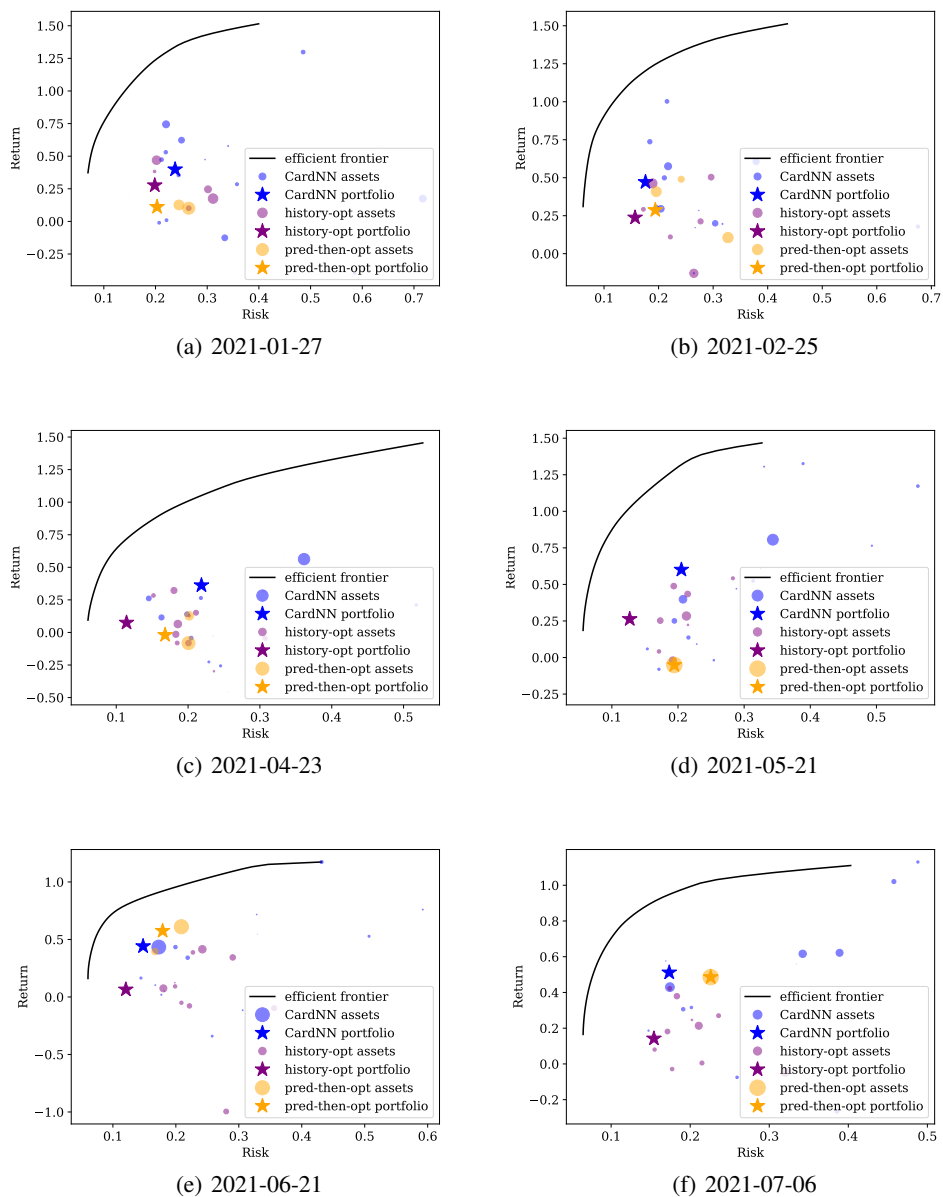 1.50
1.25
1.00
0.75
0.50
0.25
0.00
−0.25
Return
0.1 0.2 0.3 0.4 0.5 0.6 0.7
Risk
efficient frontier
CardNN assets
CardNN portfolio
history-opt assets
history-opt portfolio
pred-then-opt assets
pred-then-opt portfolio
(a) 2021-01-27
1.50
1.25
1.00
0.75
0.50
0.25
0.00
Return
0.1 0.2 0.3 0.4 0.5 0.6 0.7
Risk
efficient frontier
CardNN assets
CardNN portfolio
history-opt assets
history-opt portfolio
pred-then-opt assets
pred-then-opt portfolio
(b) 2021-02-25
1.50
1.25
1.00
0.75
0.50
0.25
0.00
−0.25
−0.50
Return
0.1 0.2 0.3 0.4 0.5
Risk
efficient frontier
CardNN assets
CardNN portfolio
history-opt assets
history-opt portfolio
pred-then-opt assets
pred-then-opt portfolio
(c) 2021-04-23
1.50
1.25
1.00
0.75
0.50
0.25
0.00
−0.25
Return
0.1 0.2 0.3 0.4 0.5
Risk
efficient frontier
CardNN assets
CardNN portfolio
history-opt assets
history-opt portfolio
pred-then-opt assets
pred-then-opt portfolio
(d) 2021-05-21
1.0
0.5
0.0
−0.5
−1.0
Return
0.1 0.2 0.3 0.4 0.5 0.6
Risk
efficient frontier
CardNN assets
CardNN portfolio
history-opt assets
history-opt portfolio
pred-then-opt assets
pred-then-opt portfolio
(e) 2021-06-21
1.0
0.8
0.6
0.4
0.2
0.0
−0.2
Return
0.1 0.2 0.3 0.4 0.5
Risk
efficient frontier
CardNN assets
CardNN portfolio
history-opt assets
history-opt portfolio
pred-then-opt assets
pred-then-opt portfolio
(f) 2021-07-06